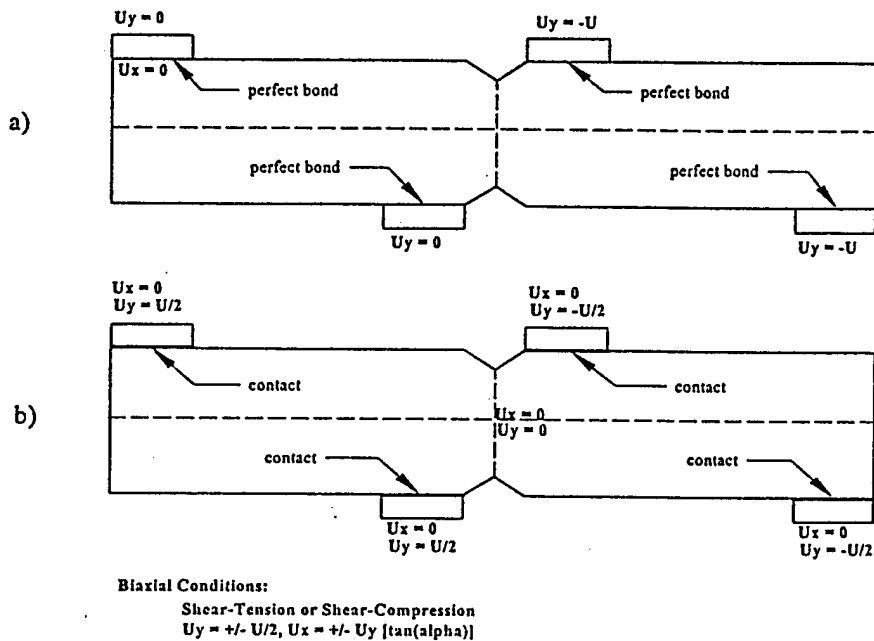 Uy = 0
Uy = -U
Ux = 0
perfect bond
perfect bond
a)
perfect bond
perfect bond
Uy = 0
Uy = -U
Ux = 0
Uy = U/2
Ux = 0
Uy = -U/2
contact
contact
b)
Ux = 0
Uy = 0
contact
contact
Ux = 0
Uy = U/2
Ux = 0
Uy = -U/2
Biaxial Conditions:
Shear-Tension or Shear-Compression
Uy = +/- U/2, Ux = +/- Uy [tan(alpha)]